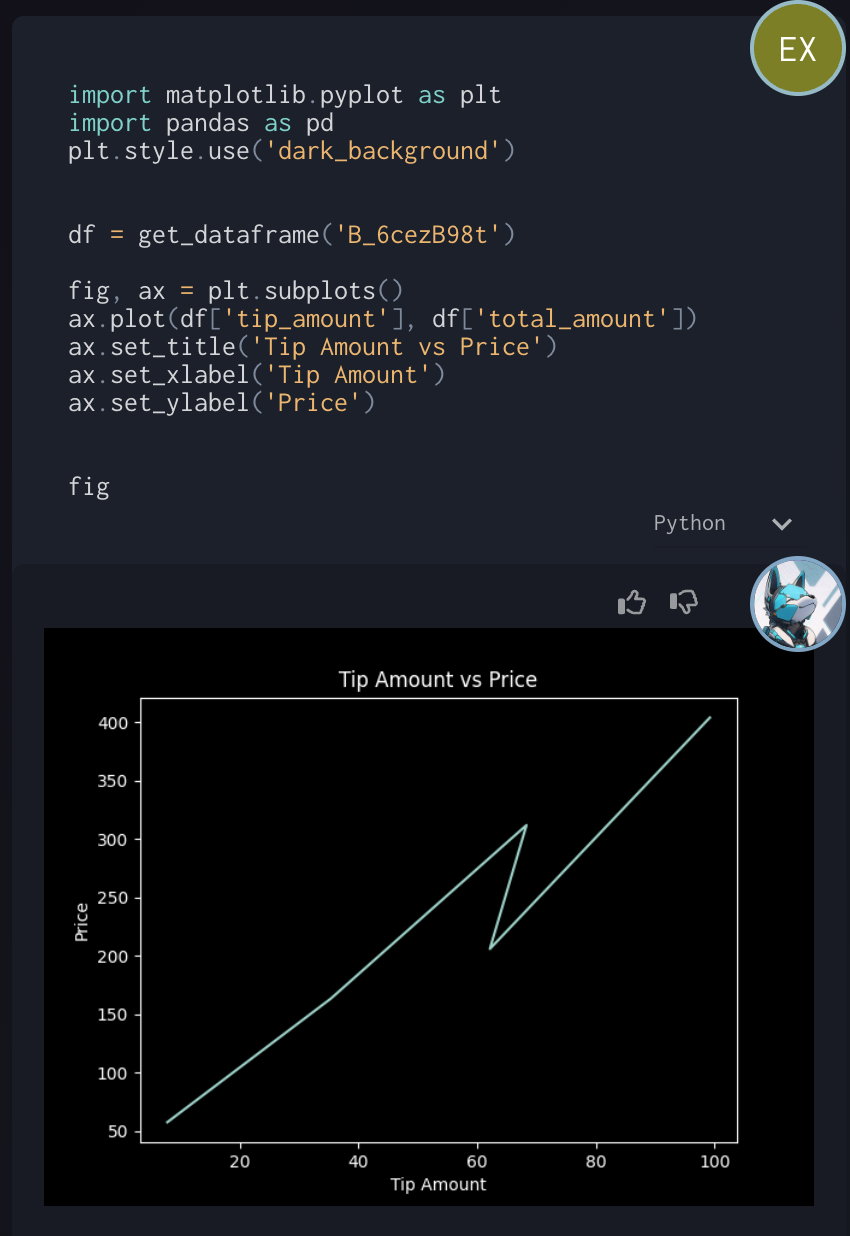 EX
import matplotlib.pyplot as plt
import pandas as pd
plt.style.use('dark_background')
df = get_dataframe('B_6cezB98t')
fig, ax = plt.subplots()
ax.plot(df['tip_amount'], df['total_amount'])
ax.set_title('Tip Amount vs Price')
ax.set_xlabel('Tip Amount')
ax.set_ylabel('Price')
fig
Python
Tip Amount vs Price
400
350
300
250
200
150
100
50
Price
20 40 60 80 100
Tip Amount